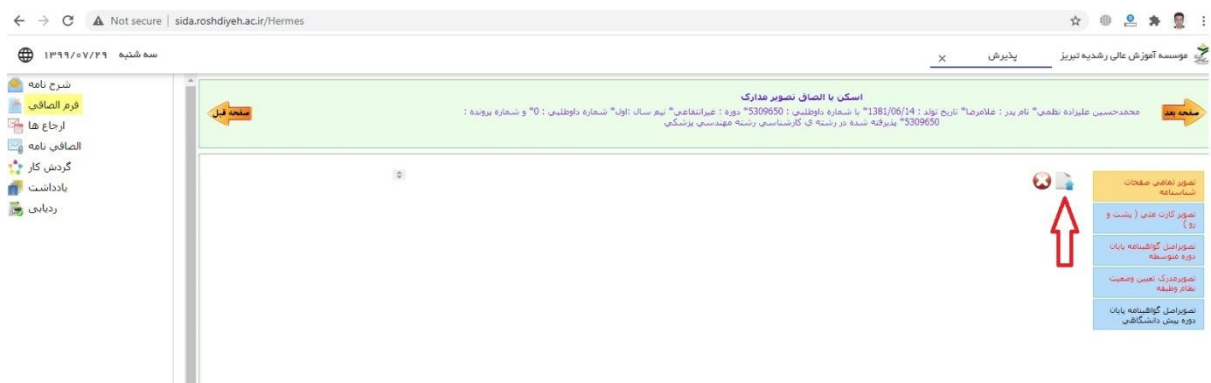 Not secure | sida.roshdiyeh.ac.ir/Hermes
موسسه آموزش عالی رشدیه تبریز
پذیرش ×
سه شنبه ۱۳۹۹/۰۷/۲۹
شرح نامه
فرم الصاقي
ارجاع ها
الصاقي نامه
گردش کار
یادداشت
ردیابی
اسکن یا الصاق تصویر مدارک
صفحه بعد
محمدحسین علیزاده نظمی* نام پدر : غلامرضا* تاریخ تولد : 1381/06/14* با شماره داوطلبی : 5309650* دوره : غیرانتفاعی* نیم سال :اول* شماره داوطلبی : 0* و شماره پرونده :
5309650* پذیرفته شده در رشته ی کارشناسی رشته مهندسی پزشکی
صفحه قبل
تصویر تمامی صفحات
شناسنامه
تصویر کارت ملی ( پشت و
رو )
تصویراصل گواهینامه پایان
دوره متوسطه
تصویرمدرک تعیین وضعیت
نظام وظیفه
تصویراصل گواهینامه پایان
دوره پیش دانشگاهی